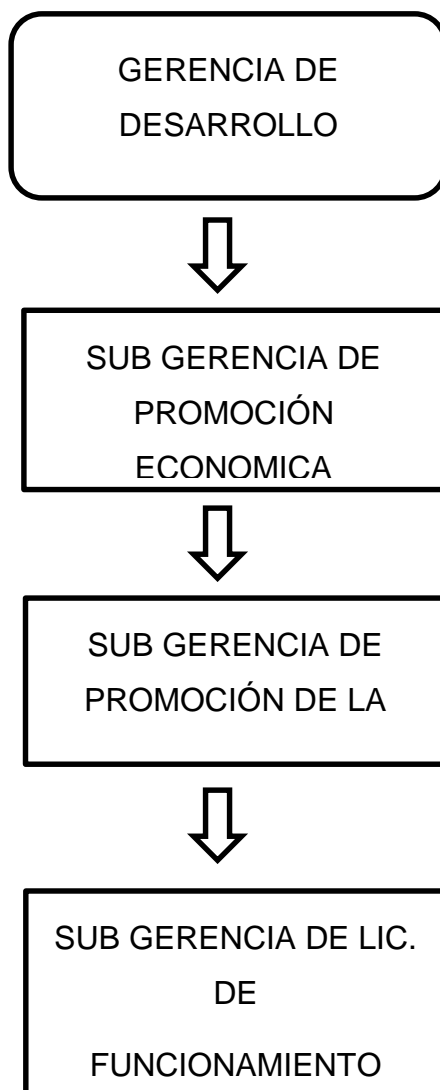 GERENCIA DE
DESARROLLO
SUB GERENCIA DE
PROMOCIÓN
ECONOMICA
SUB GERENCIA DE
PROMOCIÓN DE LA
SUB GERENCIA DE LIC.
DE
FUNCIONAMIENTO